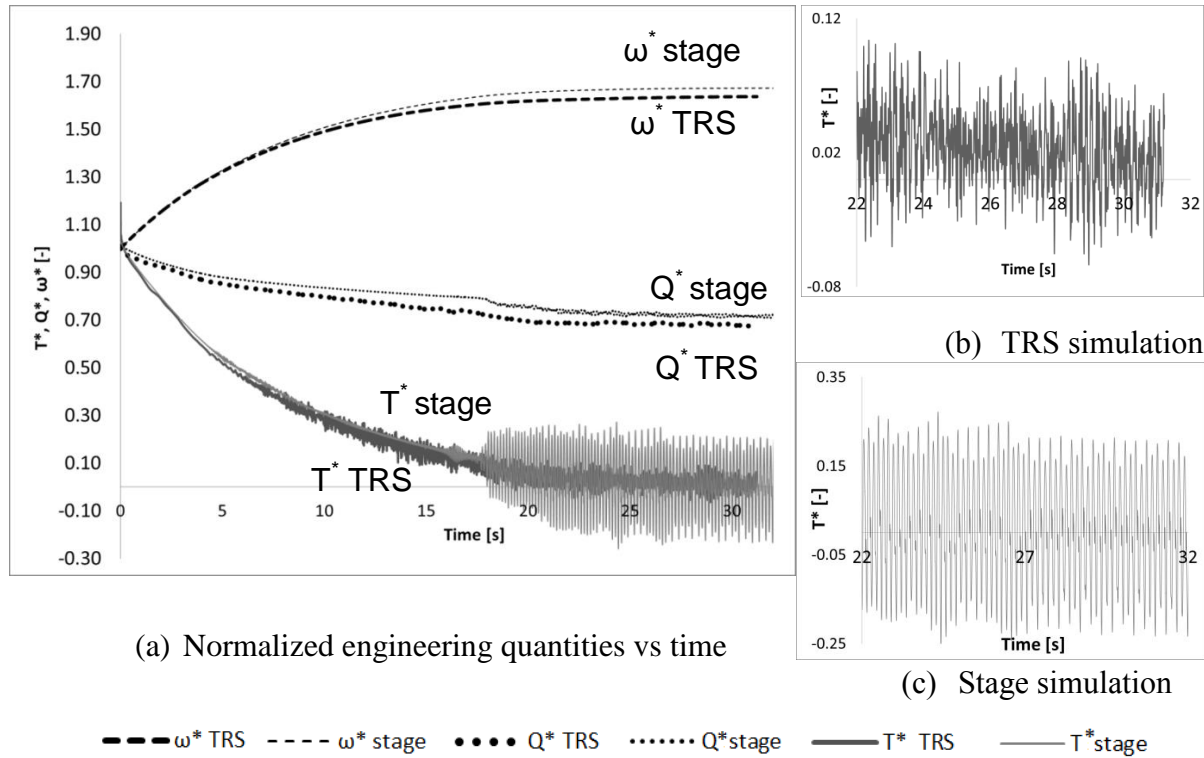 1.90
1.70
1.50
1.30
1.10
0.90
0.70
0.50
0.30
0.10
-0.10
-0.30
T*, Q*, ω* [-]
0 5 10 15 20 25 30
Time [s]
ω* stage
ω* TRS
Q* stage
Q* TRS
T* stage
T* TRS
(a) Normalized engineering quantities vs time
0.12
0.02
-0.08
T* [-]
22 24 26 28 30 32
Time [s]
(b) TRS simulation
0.35
0.15
-0.05
-0.25
T* [-]
22 27 32
Time [s]
(c) Stage simulation
ω* TRS ω* stage Q* TRS Q*stage T* TRS T*stage